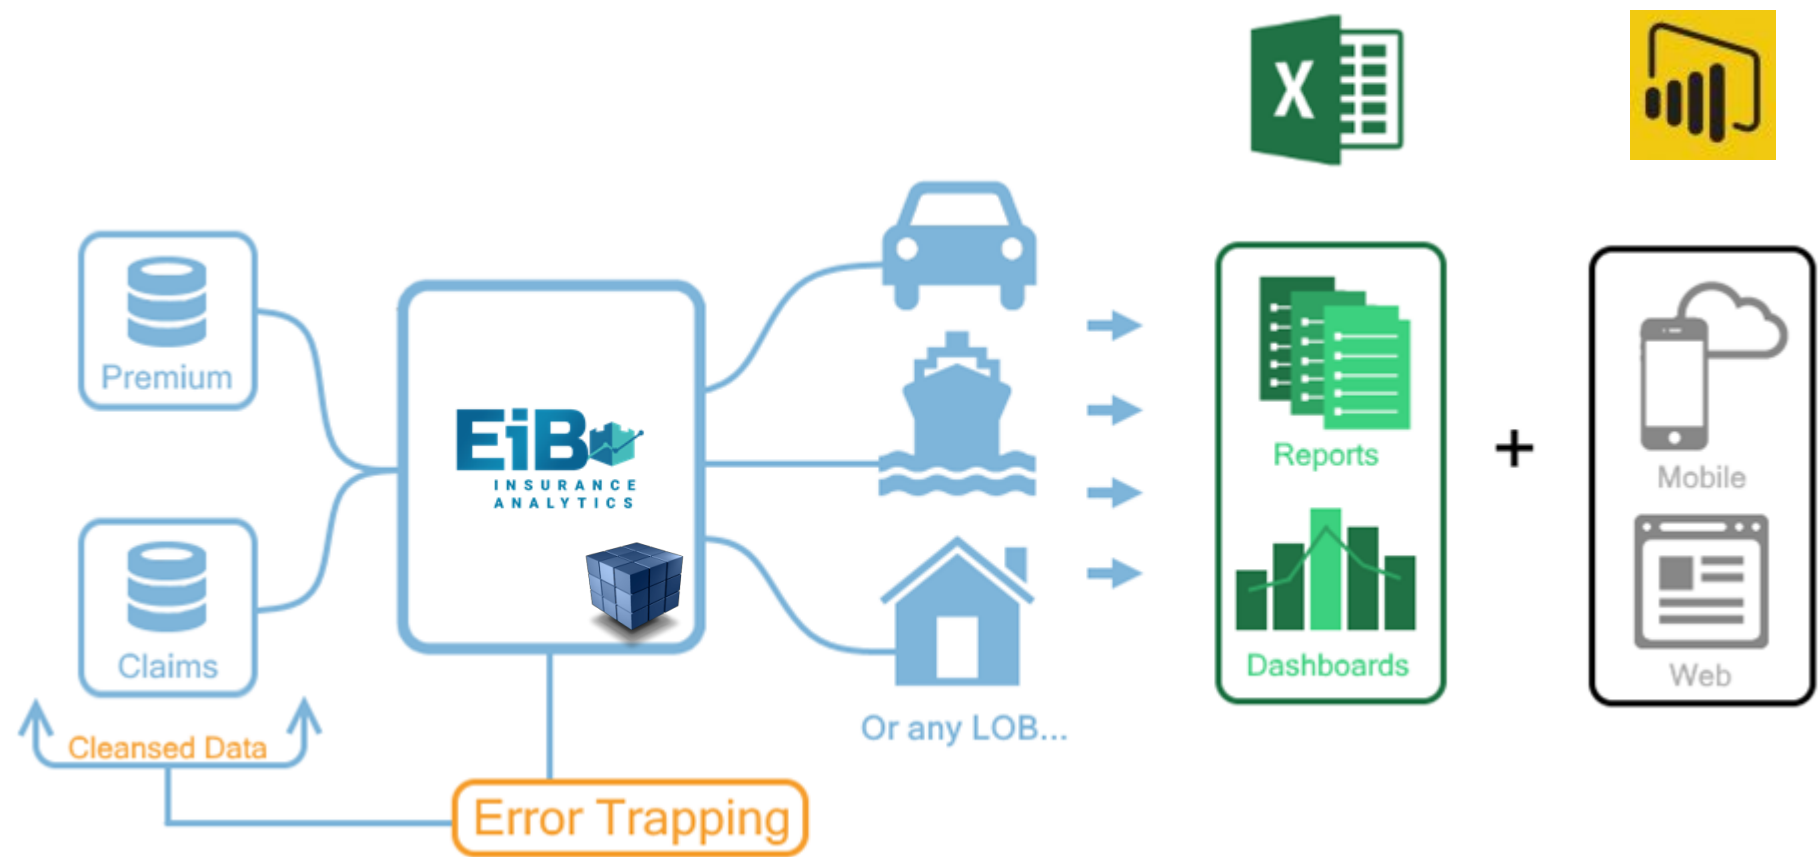 X
Premium
EiB
INSURANCE
ANALYTICS
Claims
Cleansed Data
Error Trapping
Or any LOB...
Reports
Dashboards
+
Mobile
Web